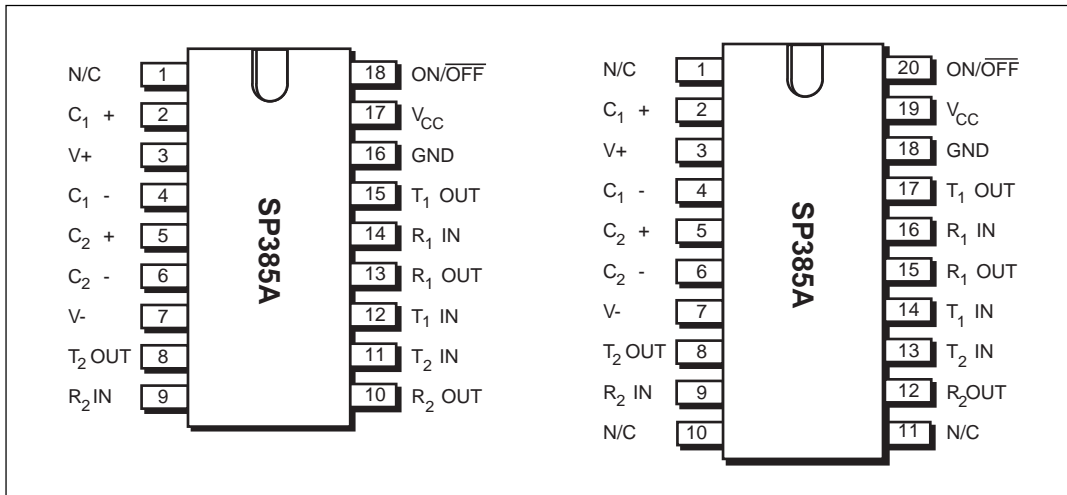 N/C 1 18 ON/OFF
C1 + 2 17 VCC
V+ 3 16 GND
C1 - 4 15 T1 OUT
C2 + 5 14 R1 IN
C2 - 6 13 R1 OUT
V- 7 12 T1 IN
T2 OUT 8 11 T2 IN
R2 IN 9 10 R2 OUT
SP385A
N/C 1 20 ON/OFF
C1 + 2 19 VCC
V+ 3 18 GND
C1 - 4 17 T1 OUT
C2 + 5 16 R1 IN
C2 - 6 15 R1 OUT
V- 7 14 T1 IN
T2 OUT 8 13 T2 IN
R2 IN 9 12 R2OUT
N/C 10 11 N/C
SP385A